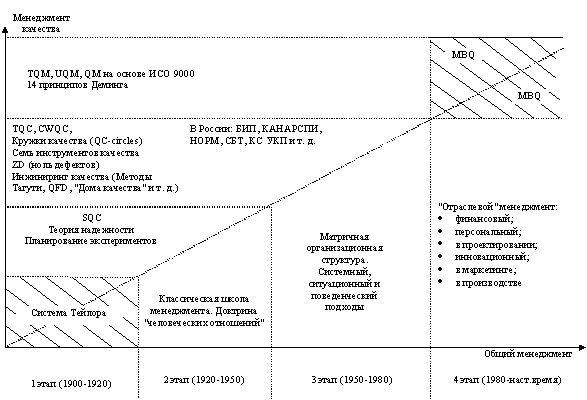 Менеджмент
качества
MBQ
MBQ
TQM, UQM, QM на основе ИСО 9000
14 принципов Деминга
TQC, CWQC,
Кружки качества (QC-circles)
Семь инструментов качества
ZD (ноль дефектов)
Инжиниринг качества (Методы
Тагути, QFD, "Дома качества" и т. д.)
В России: БИП, КАНАРСПИ,
НОРМ, СБТ, КС УКП и т. д.
SQC
Теория надежности
Планирование экспериментов
Система Тейлора
Классическая школа
менеджмента. Доктрина
"человеческих отношений"
Матричная
организационная
структура.
Системный,
ситуационный и
поведенческий
подходы
"Отраслевой" менеджмент:
• финансовый;
• персональный;
• в проектировании;
• инновационный;
• в маркетинге;
• в производстве
Общий менеджмент
1 этап (1900-1920)
2 этап (1920-1950)
3 этап (1950-1980)
4 этап (1980-наст.время)